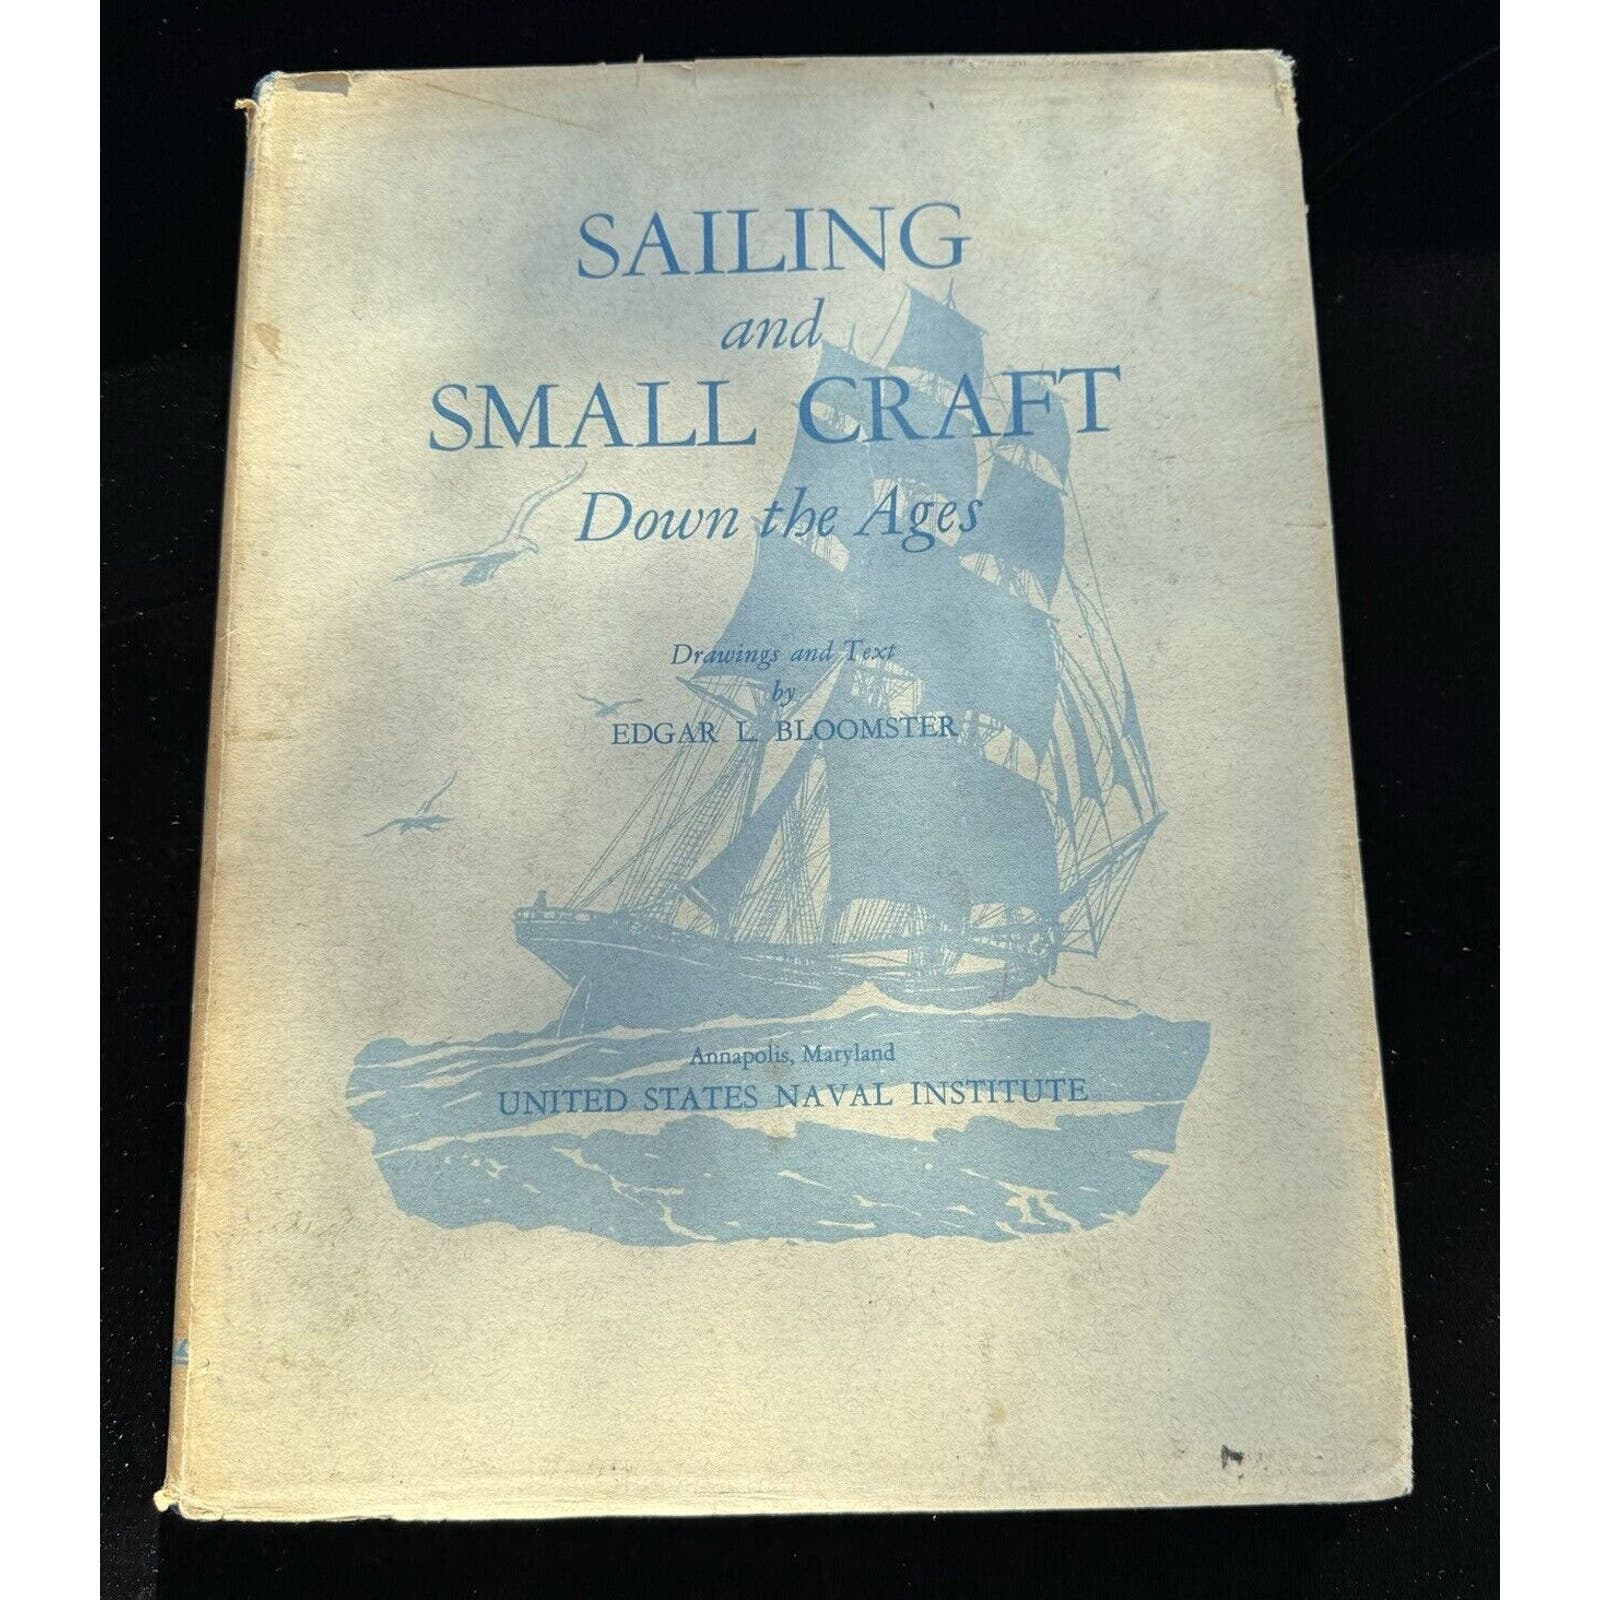 SAILING
and
SMALL CRAFT
Down the Ages
Drawings and Text
by
EDGAR L. BLOOMSTER
Annapolis, Maryland
UNITED STATES NAVAL INSTITUTE